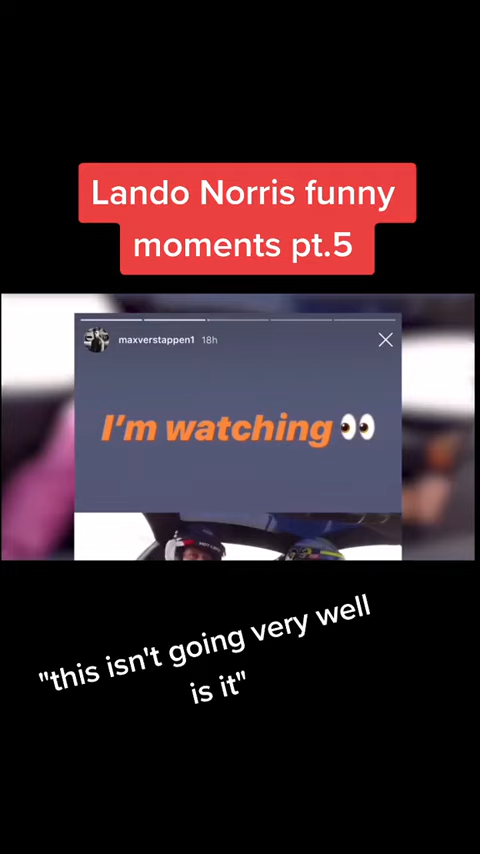 Lando Norris funny
moments pt.5
maxverstappen1 18h
I'm watching 👀
"this isn't going very well
is it"